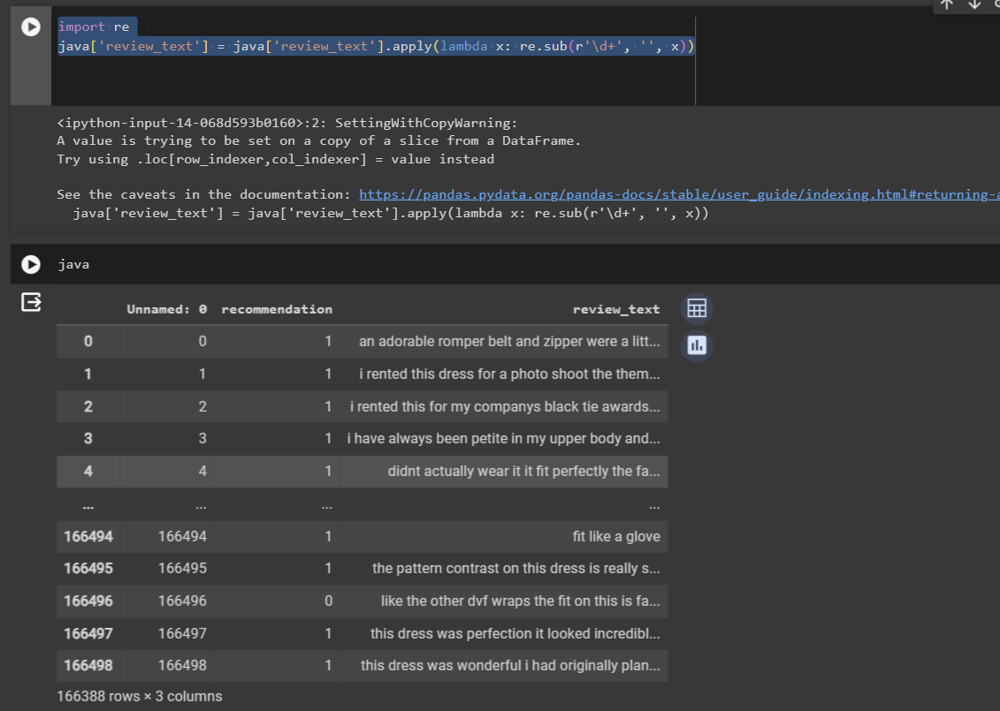 import re
java['review_text'] = java['review_text'].apply(lambda x: re.sub(r'\d+', '', x))
<ipython-input-14-068d593b0160>:2: SettingWithCopyWarning:
A value is trying to be set on a copy of a slice from a DataFrame.
Try using .loc[row_indexer,col_indexer] = value instead
See the caveats in the documentation: https://pandas.pydata.org/pandas-docs/stable/user_guide/indexing.html#returning-a
java['review_text'] = java['review_text'].apply(lambda x: re.sub(r'\d+', '', x))
java
Unnamed: 0 recommendation review_text
0 0 1 an adorable romper belt and zipper were a litt...
1 1 1 i rented this dress for a photo shoot the them...
2 2 1 i rented this for my companys black tie awards...
3 3 1 i have always been petite in my upper body and...
4 4 1 didnt actually wear it it fit perfectly the fa...
... ... ... ...
166494 166494 1 fit like a glove
166495 166495 1 the pattern contrast on this dress is really s...
166496 166496 0 like the other dvf wraps the fit on this is fa...
166497 166497 1 this dress was perfection it looked incredibl...
166498 166498 1 this dress was wonderful i had originally plan...
166388 rows × 3 columns